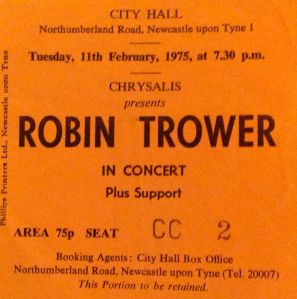 CITY HALL
Northumberland Road, Newcastle upon Tyne 1
Tuesday, 11th February, 1975, at 7.30 p.m.
CHRYSALIS
presents
ROBIN TROWER
IN CONCERT
Plus Support
AREA 75p SEAT CC 2
Booking Agents: City Hall Box Office
Northumberland Road, Newcastle upon Tyne (Tel. 20007)
This Portion to be retained.
Phillips Printers Ltd., Newcastle upon Tyne